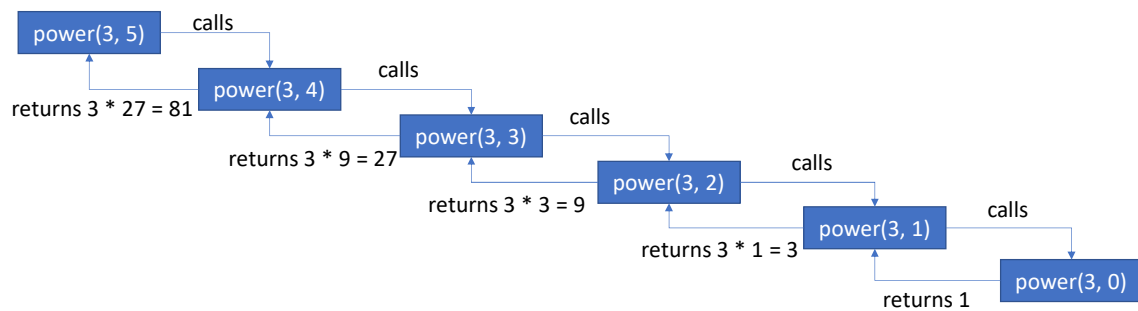 power(3, 5)
calls
power(3, 4)
calls
returns 3 * 27 = 81
power(3, 3)
calls
returns 3 * 9 = 27
power(3, 2)
calls
returns 3 * 3 = 9
power(3, 1)
calls
returns 3 * 1 = 3
power(3, 0)
returns 1